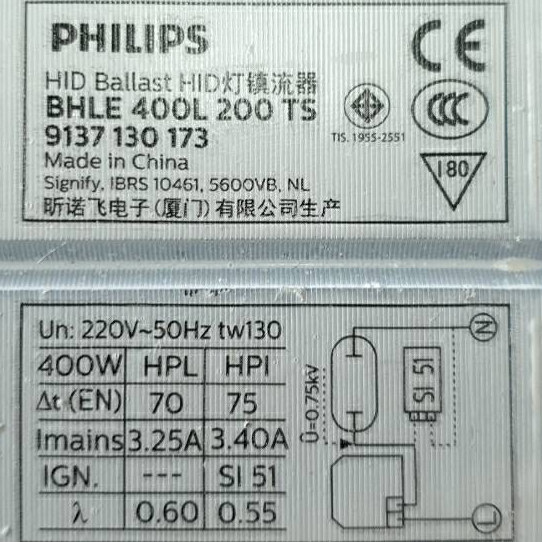 PHILIPS
CE
HID Ballast HID灯镇流器
BHLE 400L 200 TS
9137 130 173
TIS. 1955-2551
CCC
Made in China
180
Signify, IBRS 10461, 5600VB, NL
昕诺飞电子(厦门)有限公司生产
Un: 220V~50Hz tw130
400W HPL HPI
Δt (EN) 70 75
Imains 3.25A 3.40A
IGN. --- SI 51
λ 0.60 0.55
Û=0.75kV
SI 51
N
L